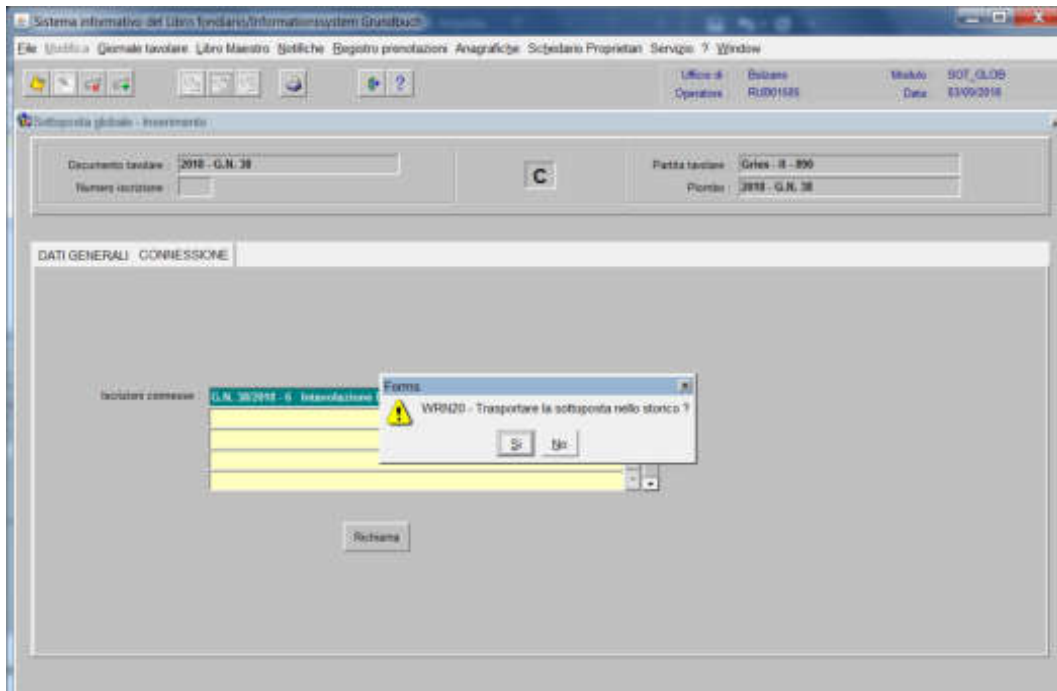 Sistema informativo del Libro fondiario/Informationssystem Grundbuch
File Modifica Giornale tavolare Libro Maestro Notifiche Registro prenotazioni Anagrafiche Schedario Proprietari Servizio ? Window
Ufficio di : Bolzano Modulo : SOT_GLOB
Operatore : Data : 03/09/2018
Sottoposta globale - Inserimento
Documento tavolare : 2018 - G.N. 38 C Partita tavolare : Gries - II - 890
Numero iscrizione : Piombo : 2018 - G.N. 38
DATI GENERALI CONNESSIONE
Forms
Iscrizioni connesse : G.N. 38/2018 - 6 Intavolazione
WRN20 - Trasportare la sottoposta nello storico ?
Si No
Richiama